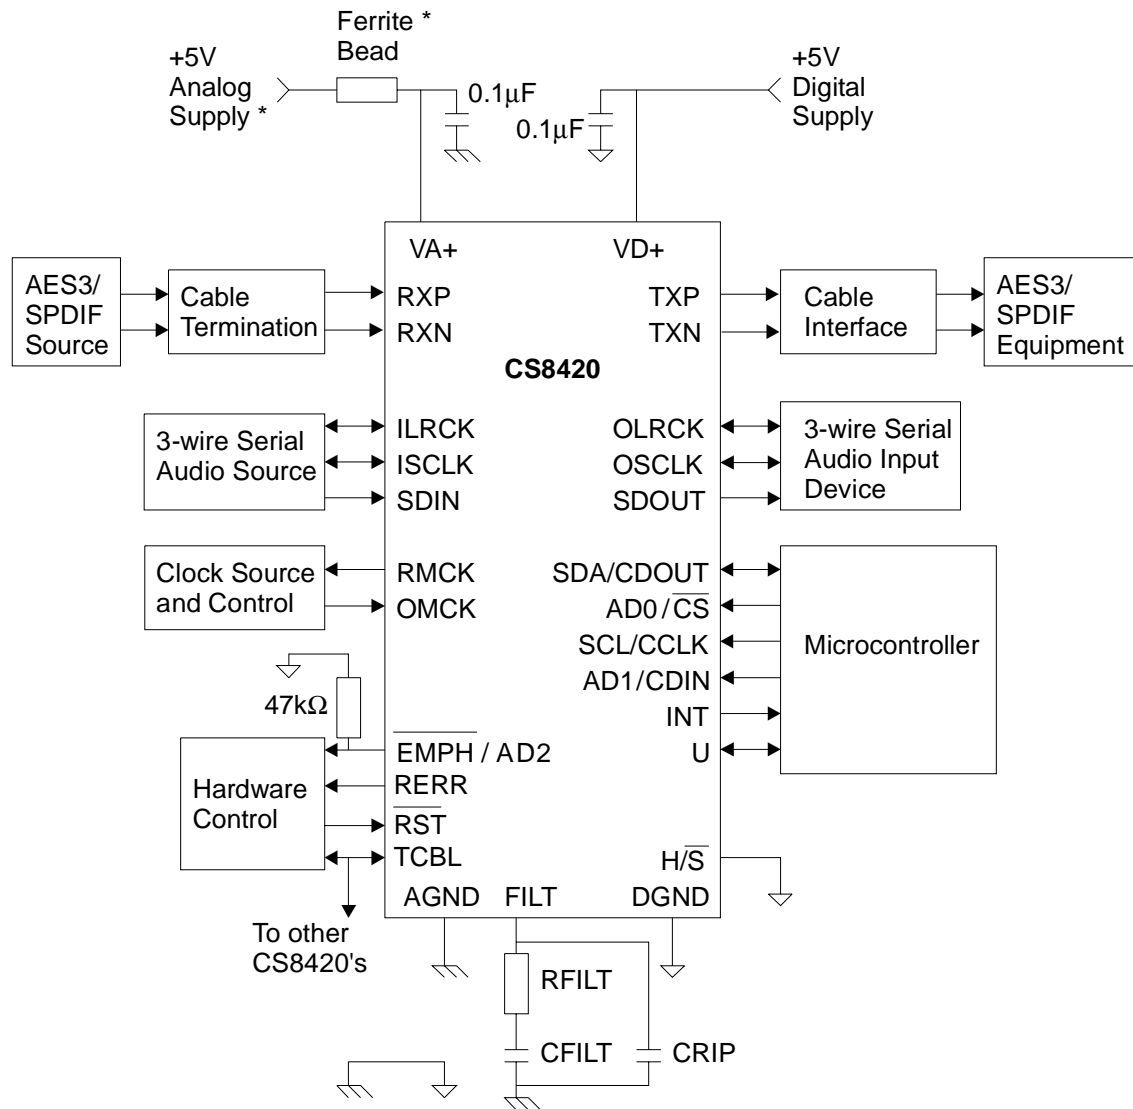 Ferrite *
Bead
+5V
Analog
Supply *
0.1µF
0.1µF
+5V
Digital
Supply
VA+
VD+
AES3/
SPDIF
Source
Cable
Termination
RXP
RXN
TXP
TXN
Cable
Interface
AES3/
SPDIF
Equipment
CS8420
3-wire Serial
Audio Source
ILRCK
ISCLK
SDIN
OLRCK
OSCLK
SDOUT
3-wire Serial
Audio Input
Device
Clock Source
and Control
RMCK
OMCK
SDA/CDOUT
AD0/C̅S̅
SCL/CCLK
AD1/CDIN
INT
U
Microcontroller
47kΩ
Hardware
Control
E̅M̅P̅H̅ / AD2
RERR
R̅S̅T̅
TCBL
H/S̅
AGND
FILT
DGND
To other
CS8420's
RFILT
CFILT
CRIP